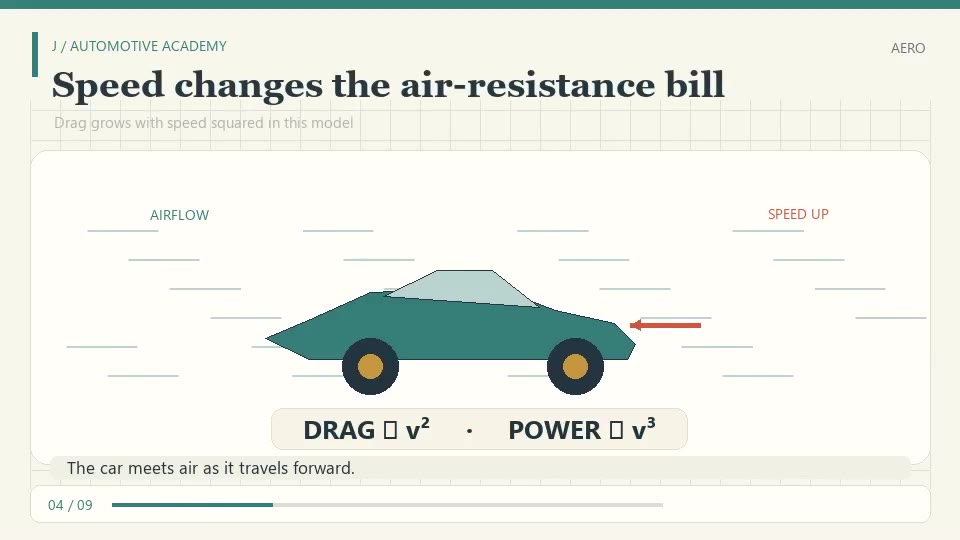 J / AUTOMOTIVE ACADEMY
AERO
Speed changes the air-resistance bill
Drag grows with speed squared in this model
AIRFLOW
SPEED UP
DRAG □ v² · POWER □ v³
The car meets air as it travels forward.
04 / 09